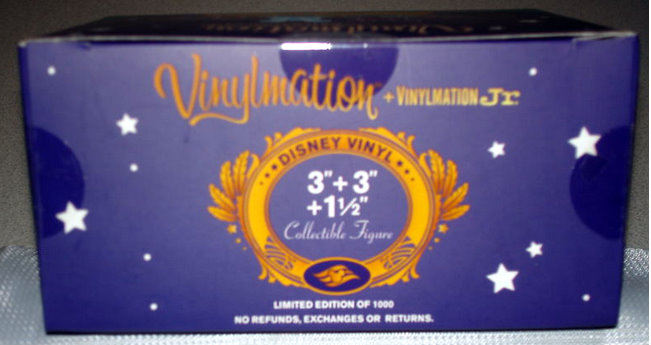 Vinylmation + VINYLMATION Jr.
DISNEY VINYL
3" + 3"
+ 1½"
Collectible Figure
LIMITED EDITION OF 1000
NO REFUNDS, EXCHANGES OR RETURNS.